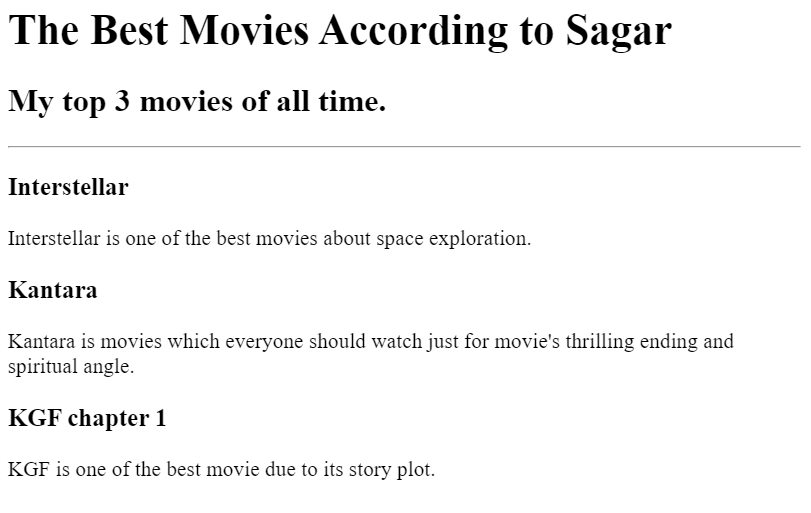 The Best Movies According to Sagar
My top 3 movies of all time.
Interstellar
Interstellar is one of the best movies about space exploration.
Kantara
Kantara is movies which everyone should watch just for movie's thrilling ending and
spiritual angle.
KGF chapter 1
KGF is one of the best movie due to its story plot.